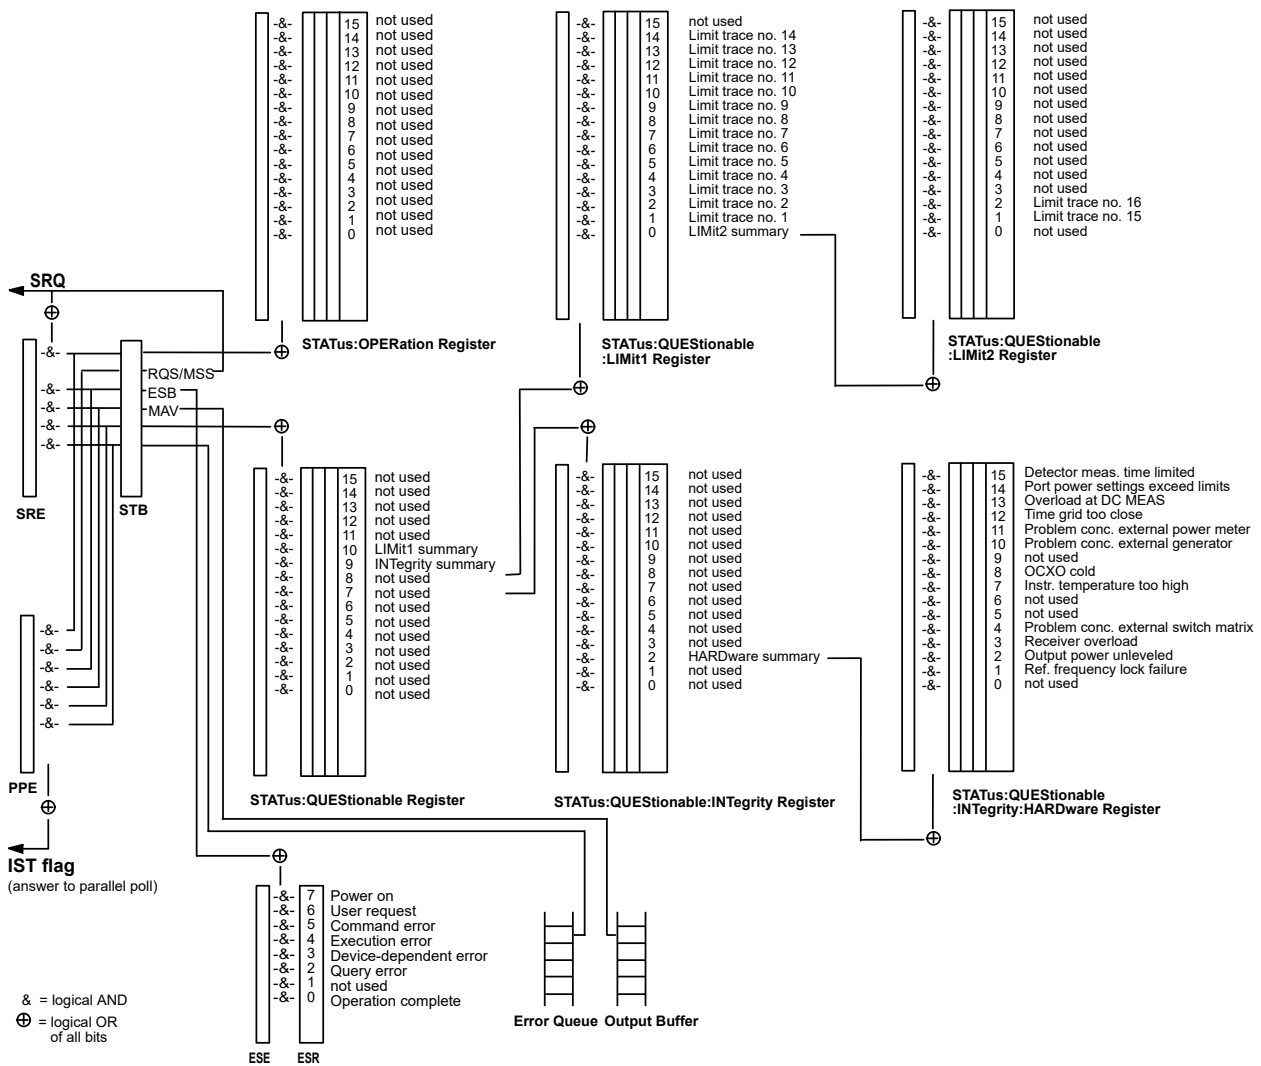 -&- 15 not used
-&- 14 not used
-&- 13 not used
-&- 12 not used
-&- 11 not used
-&- 10 not used
-&- 9 not used
-&- 8 not used
-&- 7 not used
-&- 6 not used
-&- 5 not used
-&- 4 not used
-&- 3 not used
-&- 2 not used
-&- 1 not used
-&- 0 not used
STATus:OPERation Register
-&- 15 not used
-&- 14 Limit trace no. 14
-&- 13 Limit trace no. 13
-&- 12 Limit trace no. 12
-&- 11 Limit trace no. 11
-&- 10 Limit trace no. 10
-&- 9 Limit trace no. 9
-&- 8 Limit trace no. 8
-&- 7 Limit trace no. 7
-&- 6 Limit trace no. 6
-&- 5 Limit trace no. 5
-&- 4 Limit trace no. 4
-&- 3 Limit trace no. 3
-&- 2 Limit trace no. 2
-&- 1 Limit trace no. 1
-&- 0 LIMit2 summary
STATus:QUEStionable
:LIMit1 Register
-&- 15 not used
-&- 14 not used
-&- 13 not used
-&- 12 not used
-&- 11 not used
-&- 10 not used
-&- 9 not used
-&- 8 not used
-&- 7 not used
-&- 6 not used
-&- 5 not used
-&- 4 not used
-&- 3 not used
-&- 2 Limit trace no. 16
-&- 1 Limit trace no. 15
-&- 0 not used
STATus:QUEStionable
:LIMit2 Register
SRQ
-&-
RQS/MSS
-&- ESB
-&- MAV
-&-
-&-
SRE
STB
-&- 15 not used
-&- 14 not used
-&- 13 not used
-&- 12 not used
-&- 11 not used
-&- 10 LIMit1 summary
-&- 9 INTegrity summary
-&- 8 not used
-&- 7 not used
-&- 6 not used
-&- 5 not used
-&- 4 not used
-&- 3 not used
-&- 2 not used
-&- 1 not used
-&- 0 not used
STATus:QUEStionable Register
-&- 15 not used
-&- 14 not used
-&- 13 not used
-&- 12 not used
-&- 11 not used
-&- 10 not used
-&- 9 not used
-&- 8 not used
-&- 7 not used
-&- 6 not used
-&- 5 not used
-&- 4 not used
-&- 3 not used
-&- 2 HARDware summary
-&- 1 not used
-&- 0 not used
STATus:QUEStionable:INTegrity Register
-&- 15 Detector meas. time limited
-&- 14 Port power settings exceed limits
-&- 13 Overload at DC MEAS
-&- 12 Time grid too close
-&- 11 Problem conc. external power meter
-&- 10 Problem conc. external generator
-&- 9 not used
-&- 8 OCXO cold
-&- 7 Instr. temperature too high
-&- 6 not used
-&- 5 not used
-&- 4 Problem conc. external switch matrix
-&- 3 Receiver overload
-&- 2 Output power unleveled
-&- 1 Ref. frequency lock failure
-&- 0 not used
STATus:QUEStionable
:INTegrity:HARDware Register
-&-
-&-
-&-
-&-
-&-
-&-
PPE
IST flag
(answer to parallel poll)
-&- 7 Power on
-&- 6 User request
-&- 5 Command error
-&- 4 Execution error
-&- 3 Device-dependent error
-&- 2 Query error
-&- 1 not used
-&- 0 Operation complete
ESE
ESR
Error Queue
Output Buffer
& = logical AND
⊕ = logical OR
of all bits